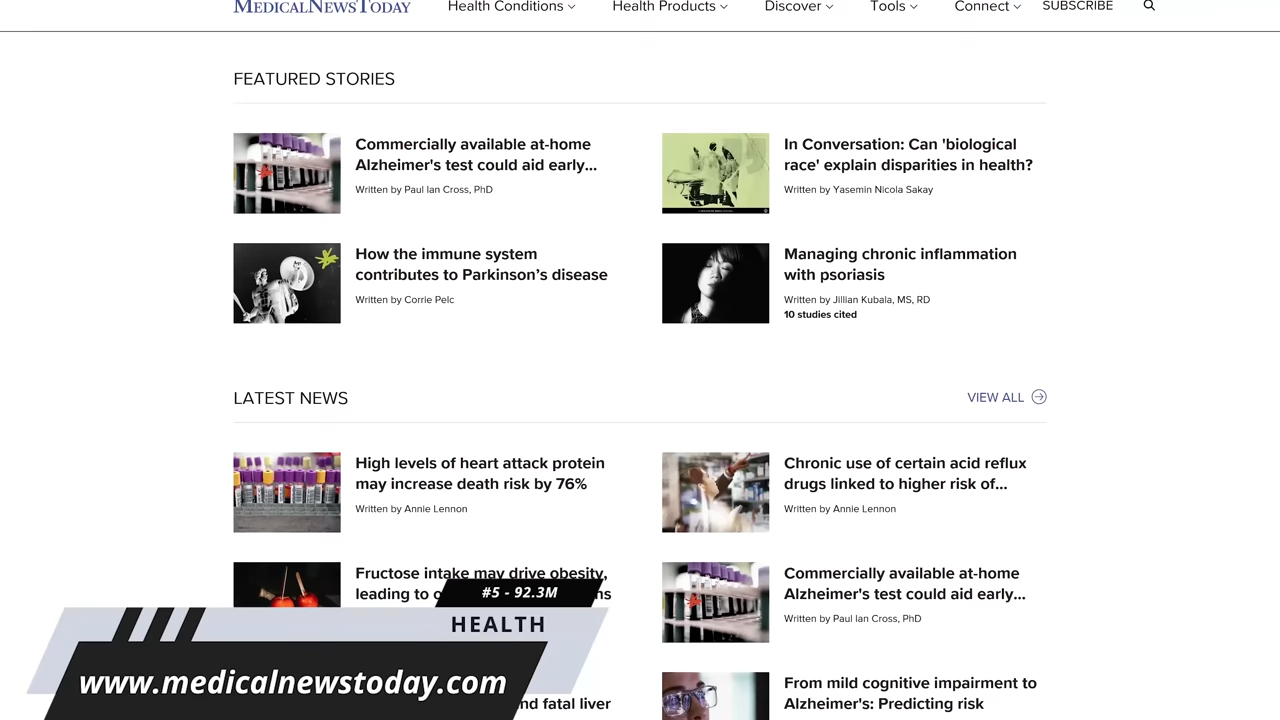 MEDICALNEWSTODAY
Health Conditions
Health Products
Discover
Tools
Connect
SUBSCRIBE
FEATURED STORIES
Commercially available at-home
Alzheimer's test could aid early...
Written by Paul Ian Cross, PhD
In Conversation: Can 'biological
race' explain disparities in health?
Written by Yasemin Nicola Sakay
How the immune system
contributes to Parkinson’s disease
Written by Corrie Pelc
Managing chronic inflammation
with psoriasis
Written by Jillian Kubala, MS, RD
10 studies cited
LATEST NEWS
VIEW ALL
High levels of heart attack protein
may increase death risk by 76%
Written by Annie Lennon
Chronic use of certain acid reflux
drugs linked to higher risk of...
Written by Annie Lennon
Fructose intake may drive obesity,
leading to
Commercially available at-home
Alzheimer's test could aid early...
Written by Paul Ian Cross, PhD
From mild cognitive impairment to
Alzheimer's: Predicting risk
fatal liver
#5 - 92.3M
HEALTH
www.medicalnewstoday.com